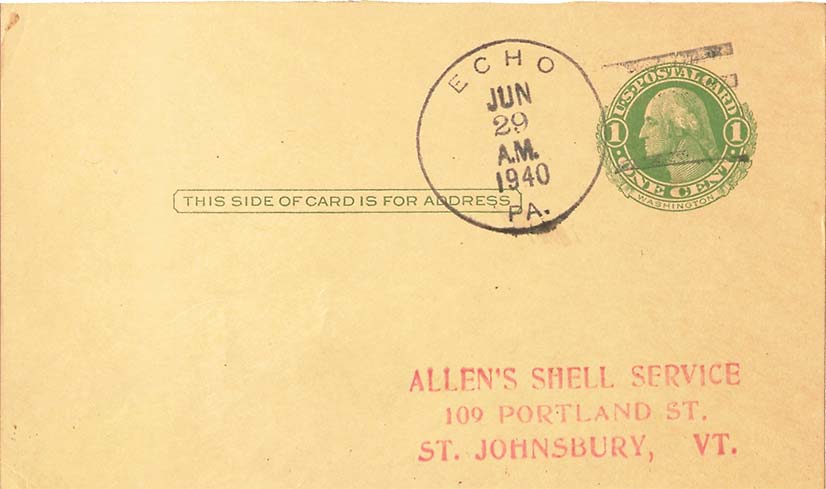 ECHO
JUN
29
A.M.
1940
PA.
U.S. POSTAL CARD
1 1
ONE CENT
WASHINGTON
THIS SIDE OF CARD IS FOR ADDRESS
ALLEN'S SHELL SERVICE
109 PORTLAND ST.
ST. JOHNSBURY, VT.